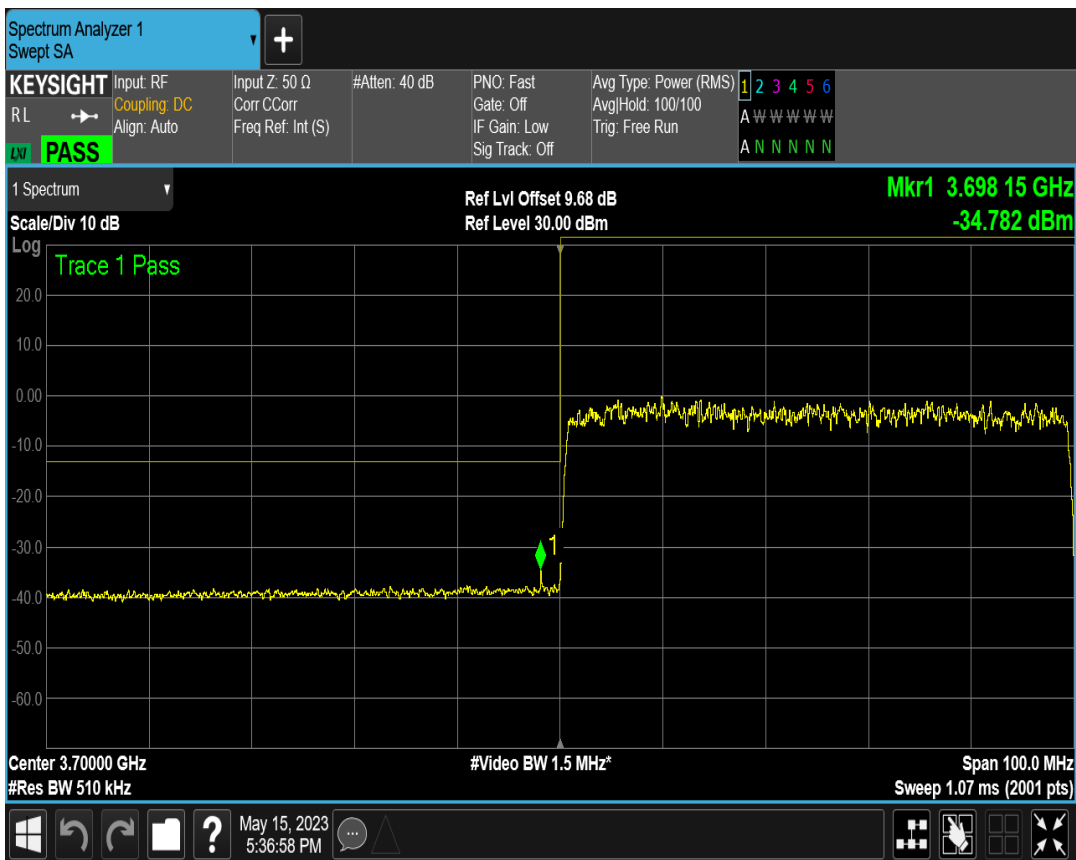 Spectrum Analyzer 1
Swept SA
+
KEYSIGHT
RL
LXI PASS
Input: RF
Coupling: DC
Align: Auto
Input Z: 50 Ω
Corr CCorr
Freq Ref: Int (S)
#Atten: 40 dB
PNO: Fast
Gate: Off
IF Gain: Low
Sig Track: Off
Avg Type: Power (RMS)
Avg|Hold: 100/100
Trig: Free Run
1 2 3 4 5 6
A W W W W W
A N N N N N
1 Spectrum
Scale/Div 10 dB
Ref Lvl Offset 9.68 dB
Ref Level 30.00 dBm
Mkr1 3.698 15 GHz
-34.782 dBm
Log
Trace 1 Pass
20.0
10.0
0.00
-10.0
-20.0
-30.0
1
-40.0
-50.0
-60.0
Center 3.70000 GHz
#Res BW 510 kHz
#Video BW 1.5 MHz*
Span 100.0 MHz
Sweep 1.07 ms (2001 pts)
?
May 15, 2023
5:36:58 PM